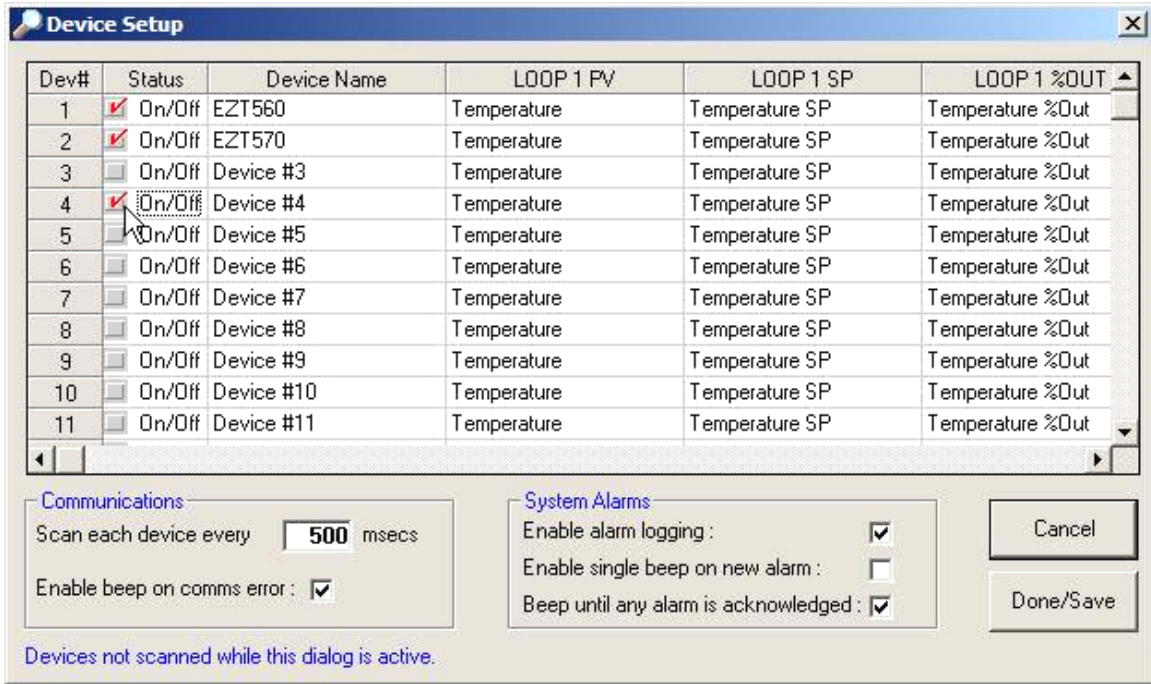 Device Setup
Dev# Status Device Name LOOP 1 PV LOOP 1 SP LOOP 1 %OUT
1 On/Off EZT560 Temperature Temperature SP Temperature %Out
2 On/Off EZT570 Temperature Temperature SP Temperature %Out
3 On/Off Device #3 Temperature Temperature SP Temperature %Out
4 On/Off Device #4 Temperature Temperature SP Temperature %Out
5 On/Off Device #5 Temperature Temperature SP Temperature %Out
6 On/Off Device #6 Temperature Temperature SP Temperature %Out
7 On/Off Device #7 Temperature Temperature SP Temperature %Out
8 On/Off Device #8 Temperature Temperature SP Temperature %Out
9 On/Off Device #9 Temperature Temperature SP Temperature %Out
10 On/Off Device #10 Temperature Temperature SP Temperature %Out
11 On/Off Device #11 Temperature Temperature SP Temperature %Out
Communications
Scan each device every 500 msecs
Enable beep on comms error :
System Alarms
Enable alarm logging :
Enable single beep on new alarm :
Beep until any alarm is acknowledged :
Cancel
Done/Save
Devices not scanned while this dialog is active.